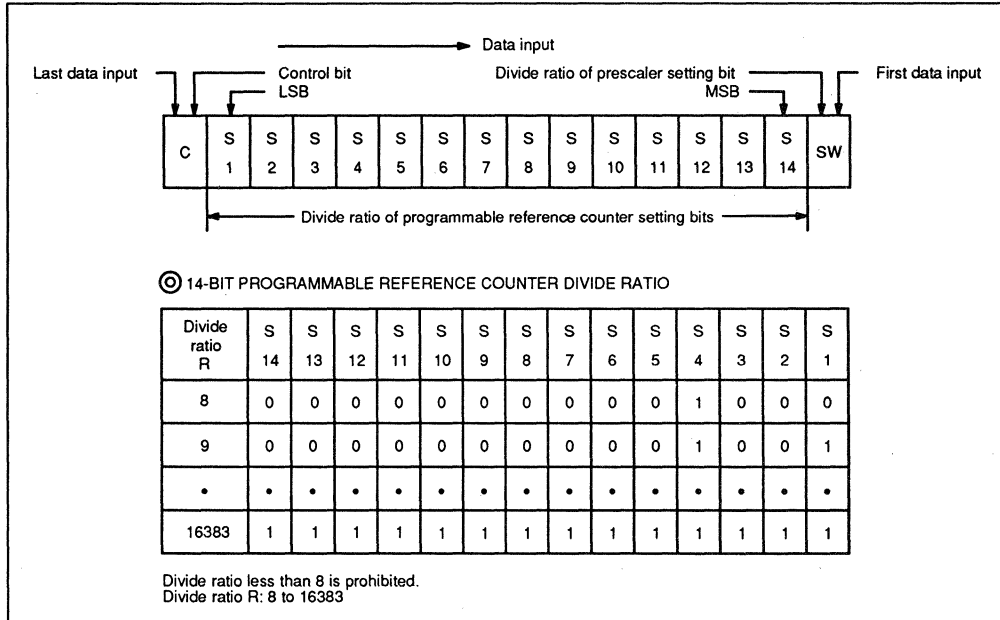 Data input
Last data input
Control bit
Divide ratio of prescaler setting bit
First data input
LSB
MSB
C S 1 S 2 S 3 S 4 S 5 S 6 S 7 S 8 S 9 S 10 S 11 S 12 S 13 S 14 SW
Divide ratio of programmable reference counter setting bits
14-BIT PROGRAMMABLE REFERENCE COUNTER DIVIDE RATIO
Divide ratio R S 14 S 13 S 12 S 11 S 10 S 9 S 8 S 7 S 6 S 5 S 4 S 3 S 2 S 1
8 0 0 0 0 0 0 0 0 0 0 1 0 0 0
9 0 0 0 0 0 0 0 0 0 0 1 0 0 1
• • • • • • • • • • • • • • •
16383 1 1 1 1 1 1 1 1 1 1 1 1 1 1
Divide ratio less than 8 is prohibited.
Divide ratio R: 8 to 16383